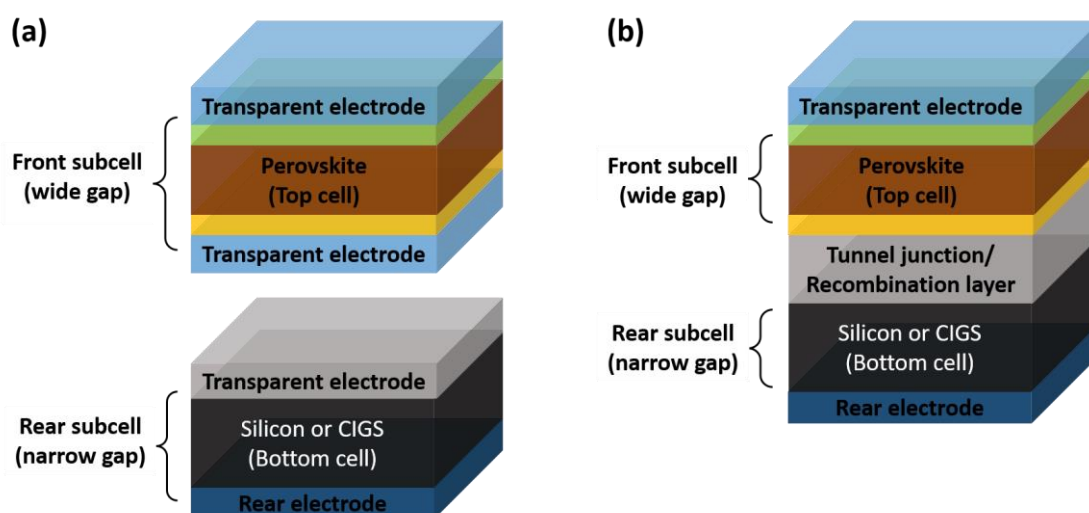 (a)
Transparent electrode
Front subcell
(wide gap)
Perovskite
(Top cell)
Transparent electrode
Transparent electrode
Rear subcell
(narrow gap)
Silicon or CIGS
(Bottom cell)
Rear electrode
(b)
Transparent electrode
Front subcell
(wide gap)
Perovskite
(Top cell)
Tunnel junction/
Recombination layer
Rear subcell
(narrow gap)
Silicon or CIGS
(Bottom cell)
Rear electrode